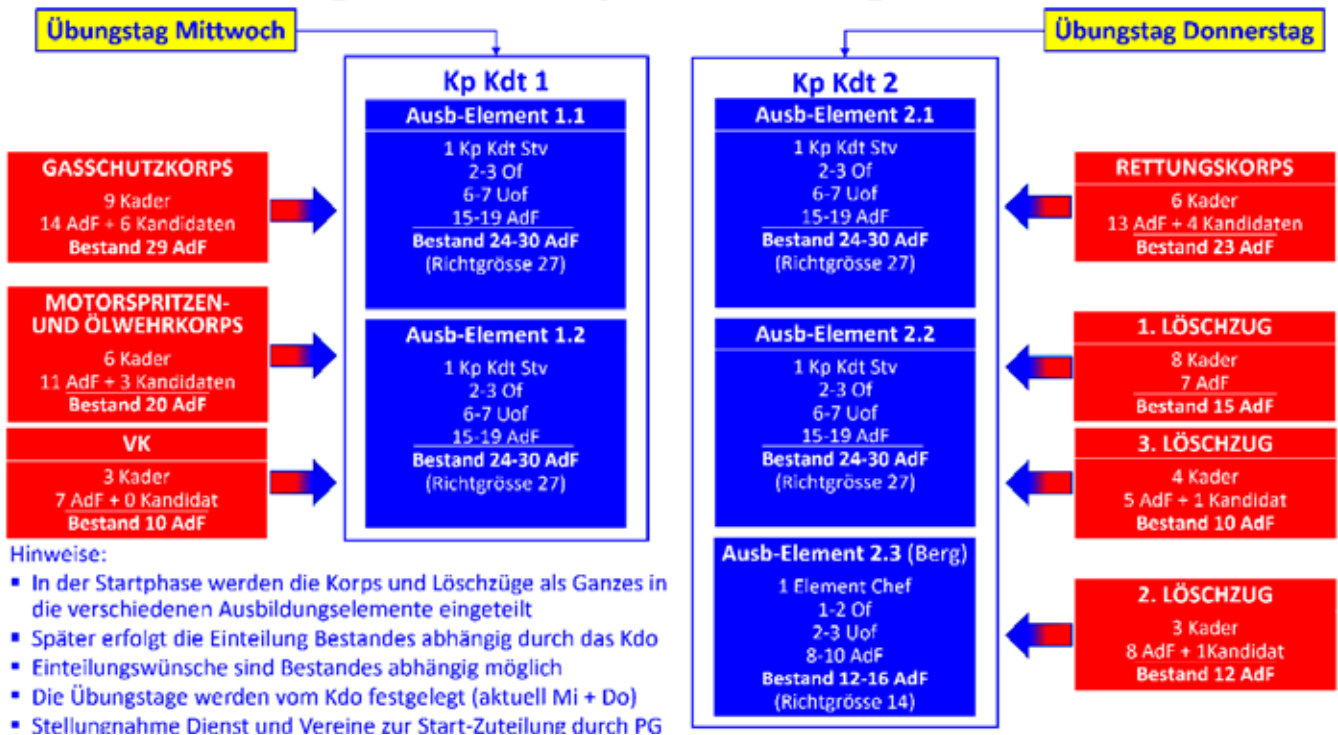 Übungstag Mittwoch
Übungstag Donnerstag
Kp Kdt 1
Ausb-Element 1.1
1 Kp Kdt Stv
2-3 Of
6-7 Uof
15-19 AdF
Bestand 24-30 AdF
(Richtgrösse 27)
Ausb-Element 1.2
1 Kp Kdt Stv
2-3 Of
6-7 Uof
15-19 AdF
Bestand 24-30 AdF
(Richtgrösse 27)
Kp Kdt 2
Ausb-Element 2.1
1 Kp Kdt Stv
2-3 Of
6-7 Uof
15-19 AdF
Bestand 24-30 AdF
(Richtgrösse 27)
Ausb-Element 2.2
1 Kp Kdt Stv
2-3 Of
6-7 Uof
15-19 AdF
Bestand 24-30 AdF
(Richtgrösse 27)
Ausb-Element 2.3 (Berg)
1 Element Chef
1-2 Of
2-3 Uof
8-10 AdF
Bestand 12-16 AdF
(Richtgrösse 14)
GASSCHUTZKORPS
9 Kader
14 AdF + 6 Kandidaten
Bestand 29 AdF
MOTORSPRITZEN-
UND ÖLWEHRKORPS
6 Kader
11 AdF + 3 Kandidaten
Bestand 20 AdF
VK
3 Kader
7 AdF + 0 Kandidat
Bestand 10 AdF
RETTUNGSKORPS
6 Kader
13 AdF + 4 Kandidaten
Bestand 23 AdF
1. LÖSCHZUG
8 Kader
7 AdF
Bestand 15 AdF
3. LÖSCHZUG
4 Kader
5 AdF + 1 Kandidat
Bestand 10 AdF
2. LÖSCHZUG
3 Kader
8 AdF + 1Kandidat
Bestand 12 AdF
Hinweise:
▪ In der Startphase werden die Korps und Löschzüge als Ganzes in
die verschiedenen Ausbildungselemente eingeteilt
▪ Später erfolgt die Einteilung Bestandes abhängig durch das Kdo
▪ Einteilungswünsche sind Bestandes abhängig möglich
▪ Die Übungstage werden vom Kdo festgelegt (aktuell Mi + Do)
▪ Stellungnahme Dienst und Vereine zur Start-Zuteilung durch PG